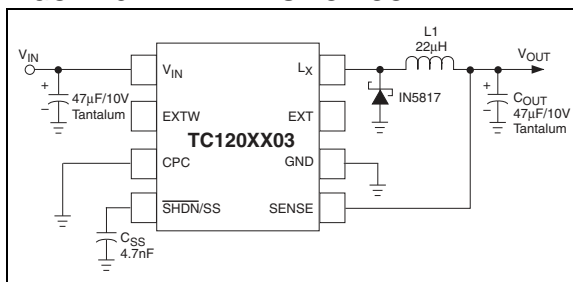 L1
22µH
VIN
VOUT
VIN
LX
+
–
47µF/10V
Tantalum
IN5817
+
–
COUT
47µF/10V
Tantalum
EXTW
EXT
TC120XX03
CPC
GND
SHDN/SS
SENSE
CSS
4.7nF